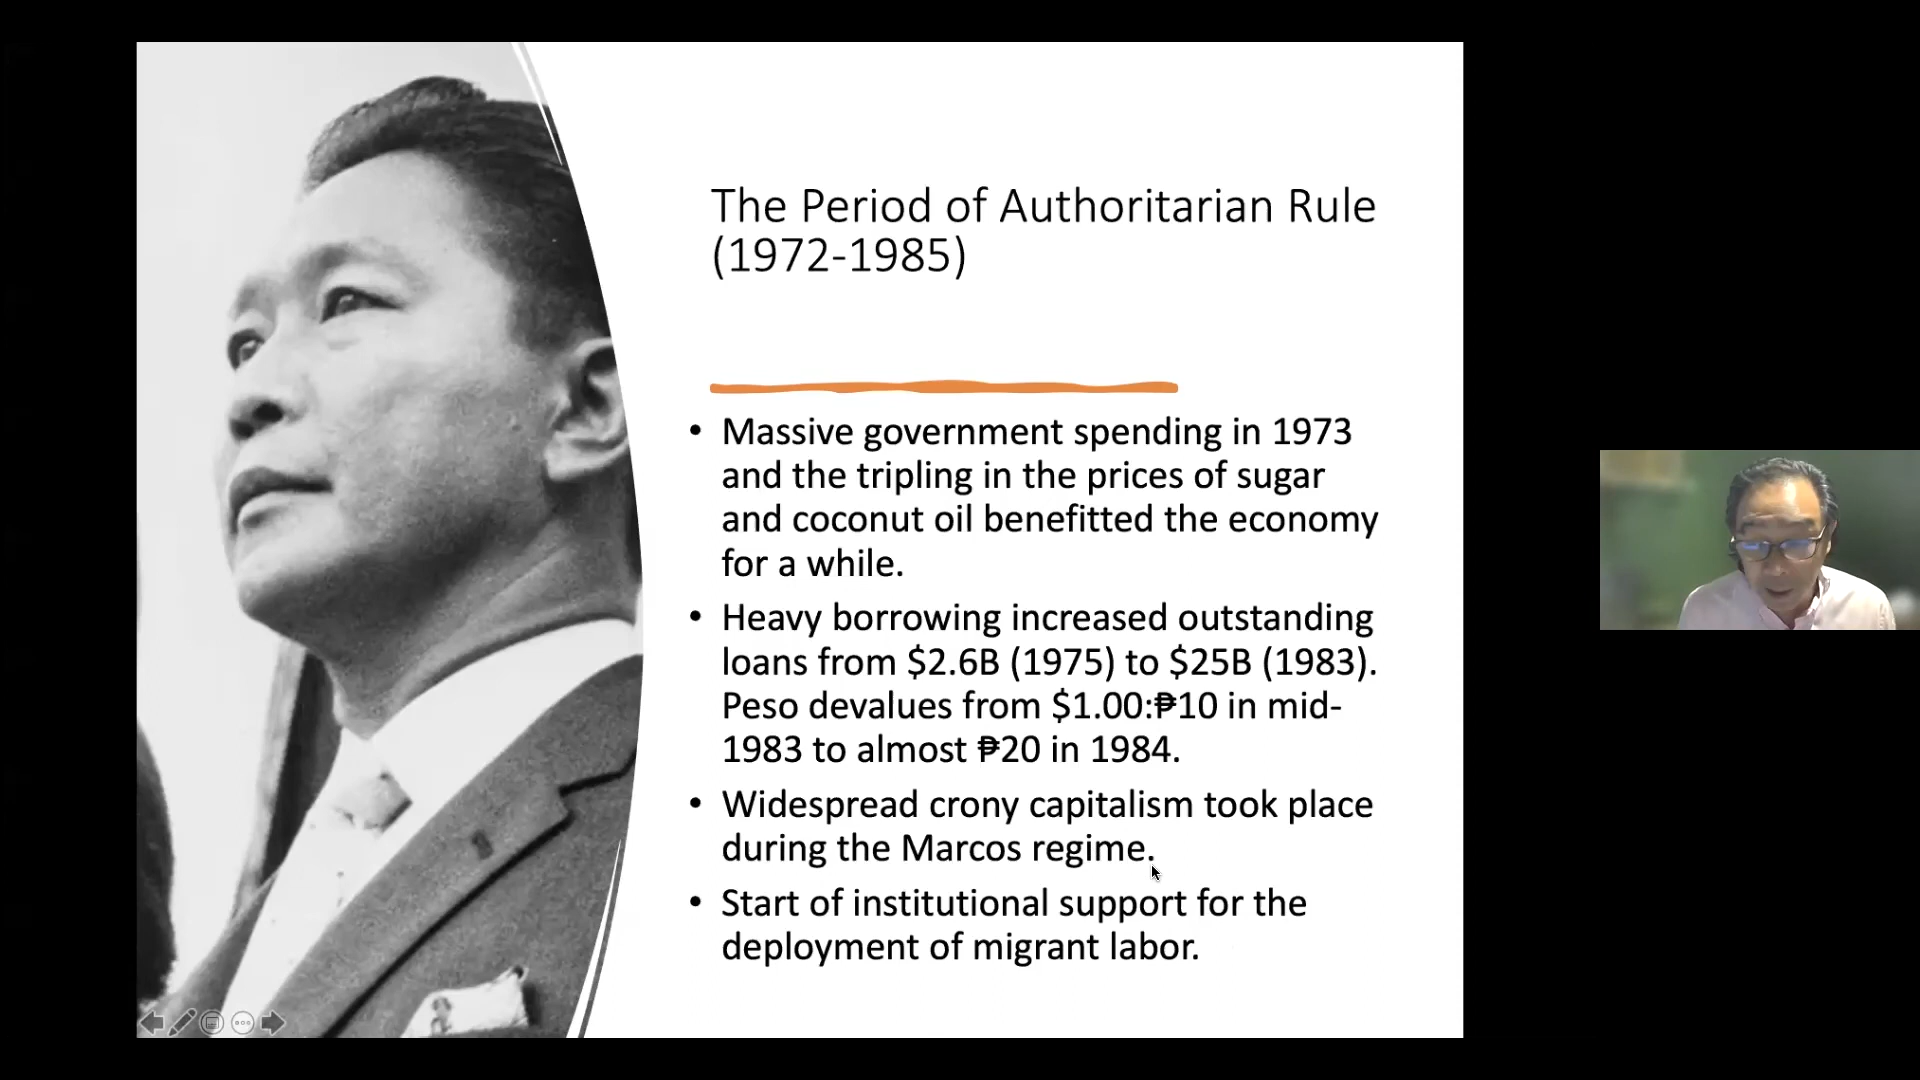 The Period of Authoritarian Rule
(1972-1985)
• Massive government spending in 1973
and the tripling in the prices of sugar
and coconut oil benefitted the economy
for a while.
• Heavy borrowing increased outstanding
loans from $2.6B (1975) to $25B (1983).
Peso devalues from $1.00:₱10 in mid-
1983 to almost ₱20 in 1984.
• Widespread crony capitalism took place
during the Marcos regime.
• Start of institutional support for the
deployment of migrant labor.